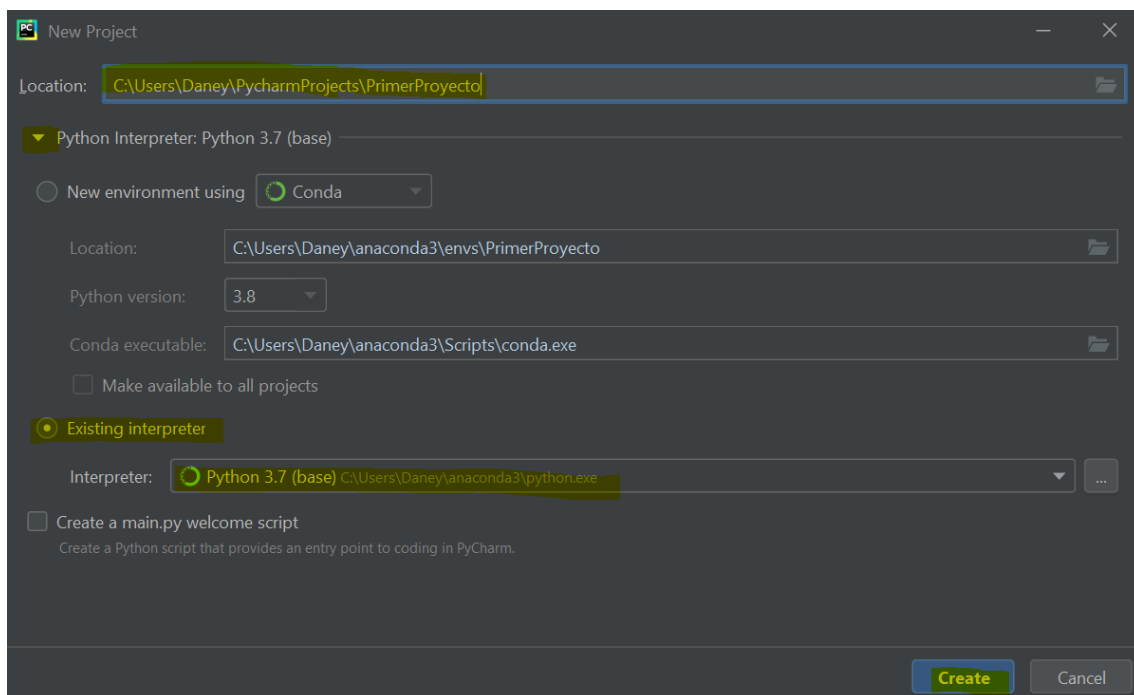 PC New Project
Location: C:\Users\Daney\PycharmProjects\PrimerProyecto
Python Interpreter: Python 3.7 (base)
New environment using Conda
Location: C:\Users\Daney\anaconda3\envs\PrimerProyecto
Python version: 3.8
Conda executable: C:\Users\Daney\anaconda3\Scripts\conda.exe
Make available to all projects
Existing interpreter
Interpreter: Python 3.7 (base) C:\Users\Daney\anaconda3\python.exe ...
Create a main.py welcome script
Create a Python script that provides an entry point to coding in PyCharm.
Create Cancel